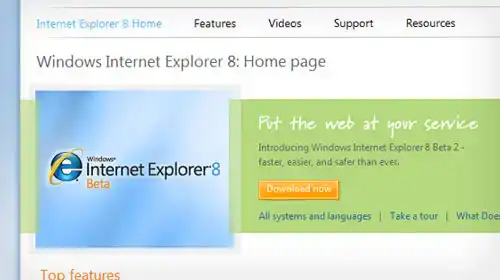 Internet Explorer 8 Home Features Videos Support Resources
Windows Internet Explorer 8: Home page
Put the web at your service
Introducing Windows Internet Explorer 8 Beta 2 -
faster, easier, and safer than ever.
Windows®
Internet Explorer 8
Beta
Download now
All systems and languages | Take a tour | What Does
Top features